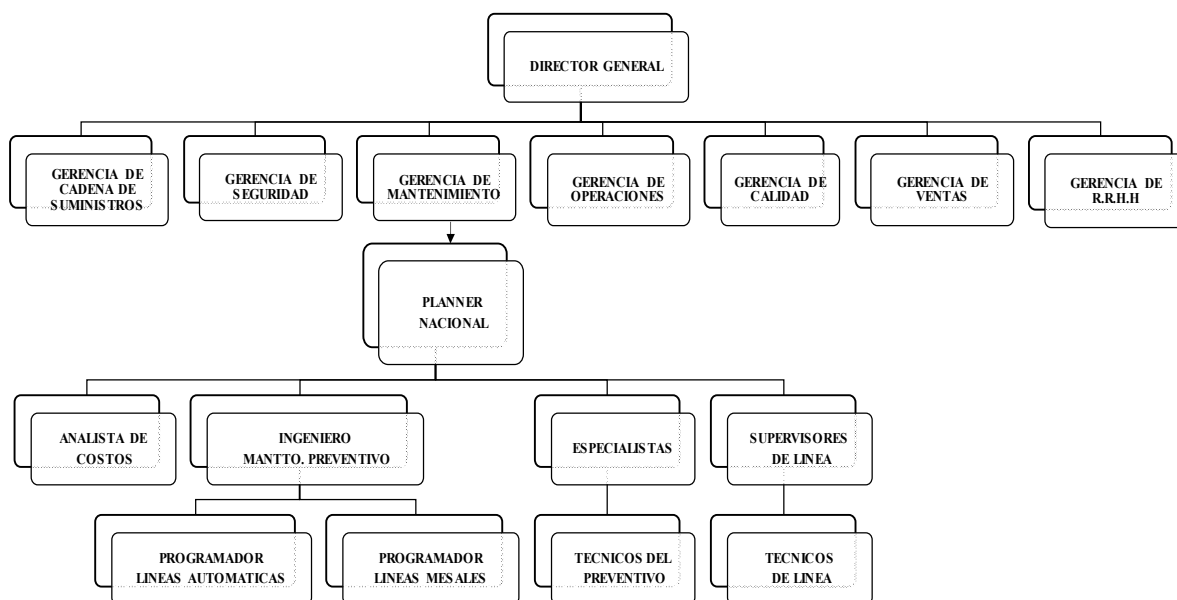 DIRECTOR GENERAL
GERENCIA DE
CADENA DE
SUMINISTROS
GERENCIA DE
SEGURIDAD
GERENCIA DE
MANTENIMIENTO
GERENCIA DE
OPERACIONES
GERENCIA DE
CALIDAD
GERENCIA DE
VENTAS
GERENCIA DE
R.R.H.H
PLANNER
NACIONAL
ANALISTA DE
COSTOS
INGENIERO
MANTTO. PREVENTIVO
ESPECIALISTAS
SUPERVISORES
DE LINEA
PROGRAMADOR
LINEAS AUTOMATICAS
PROGRAMADOR
LINEAS MESALES
TECNICOS DEL
PREVENTIVO
TECNICOS
DE LINEA